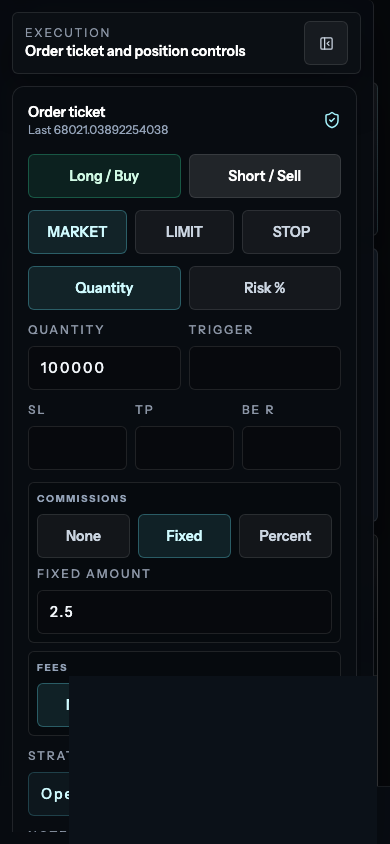 EXECUTION
Order ticket and position controls
Order ticket
Last 68021.03892254038
Long / Buy Short / Sell
MARKET LIMIT STOP
Quantity Risk %
QUANTITY TRIGGER
100000
SL TP BE R
COMMISSIONS
None Fixed Percent
FIXED AMOUNT
2.5
FEES